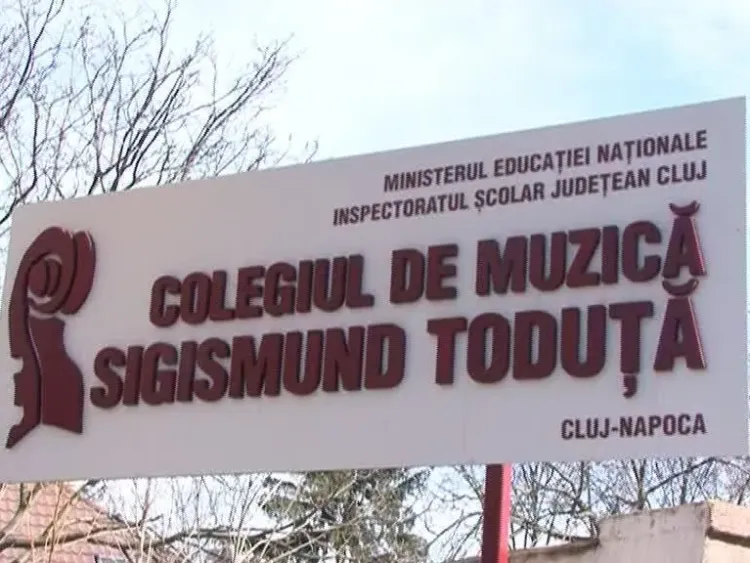 MINISTERUL EDUCAȚIEI NAȚIONALE
INSPECTORATUL ȘCOLAR JUDEȚEAN CLUJ
COLEGIUL DE MUZICĂ
SIGISMUND TODUȚĂ
CLUJ-NAPOCA